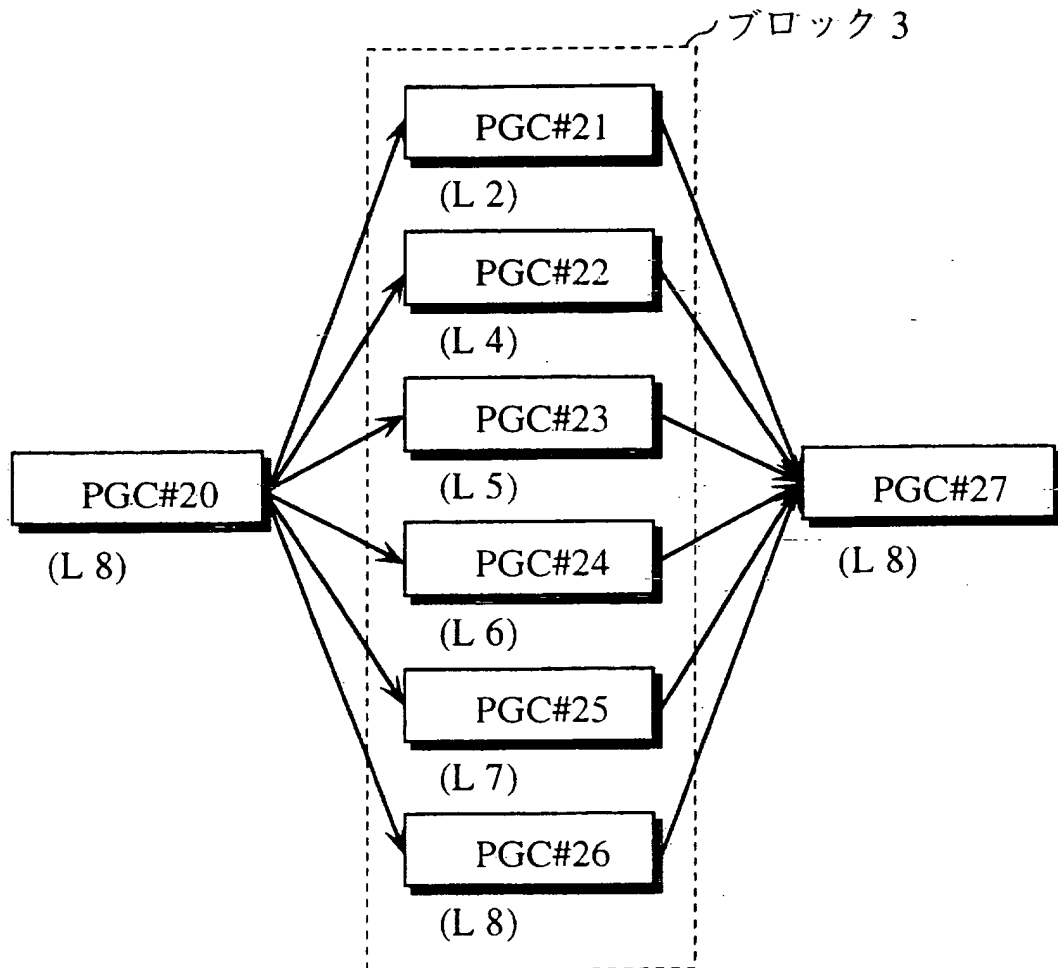 ブロック 3
PGC#21
(L 2)
PGC#22
(L 4)
PGC#23
(L 5)
PGC#20
(L 8)
PGC#27
(L 8)
PGC#24
(L 6)
PGC#25
(L 7)
PGC#26
(L 8)